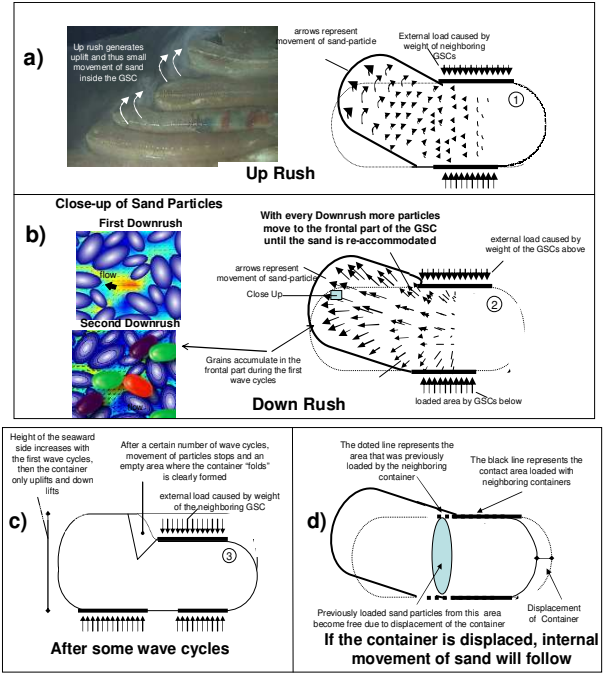 a)
Up rush generates
uplift and thus small
movement of sand
inside the GSC
arrows represent
movement of sand-particle
External load caused by
weight of neighboring
GSCs
1
Up Rush
b)
Close-up of Sand Particles
First Downrush
flow
Second Downrush
flow
With every Downrush more particles
move to the frontal part of the GSC
until the sand is re-accommodated
arrows represent
movement of sand-particle
Close Up
external load caused by
weight of the GSCs above
2
Grains accumulate in the
frontal part during the first
wave cycles
loaded area by GSCs below
Down Rush
Height of the seaward
side increases with
the first wave cycles,
then the container
only uplifts and down
lifts
After a certain number of wave cycles,
movement of particles stops and an
empty area where the container “folds”
is clearly formed
external load caused by weight
of the neighboring GSC
c)
3
After some wave cycles
The doted line represents the
area that was previously
loaded by the neighboring
container
The black line represents the
contact area loaded with
neighboring containers
d)
Previously loaded sand particles from this area
become free due to displacement of the container
Displacement
of Container
If the container is displaced, internal
movement of sand will follow